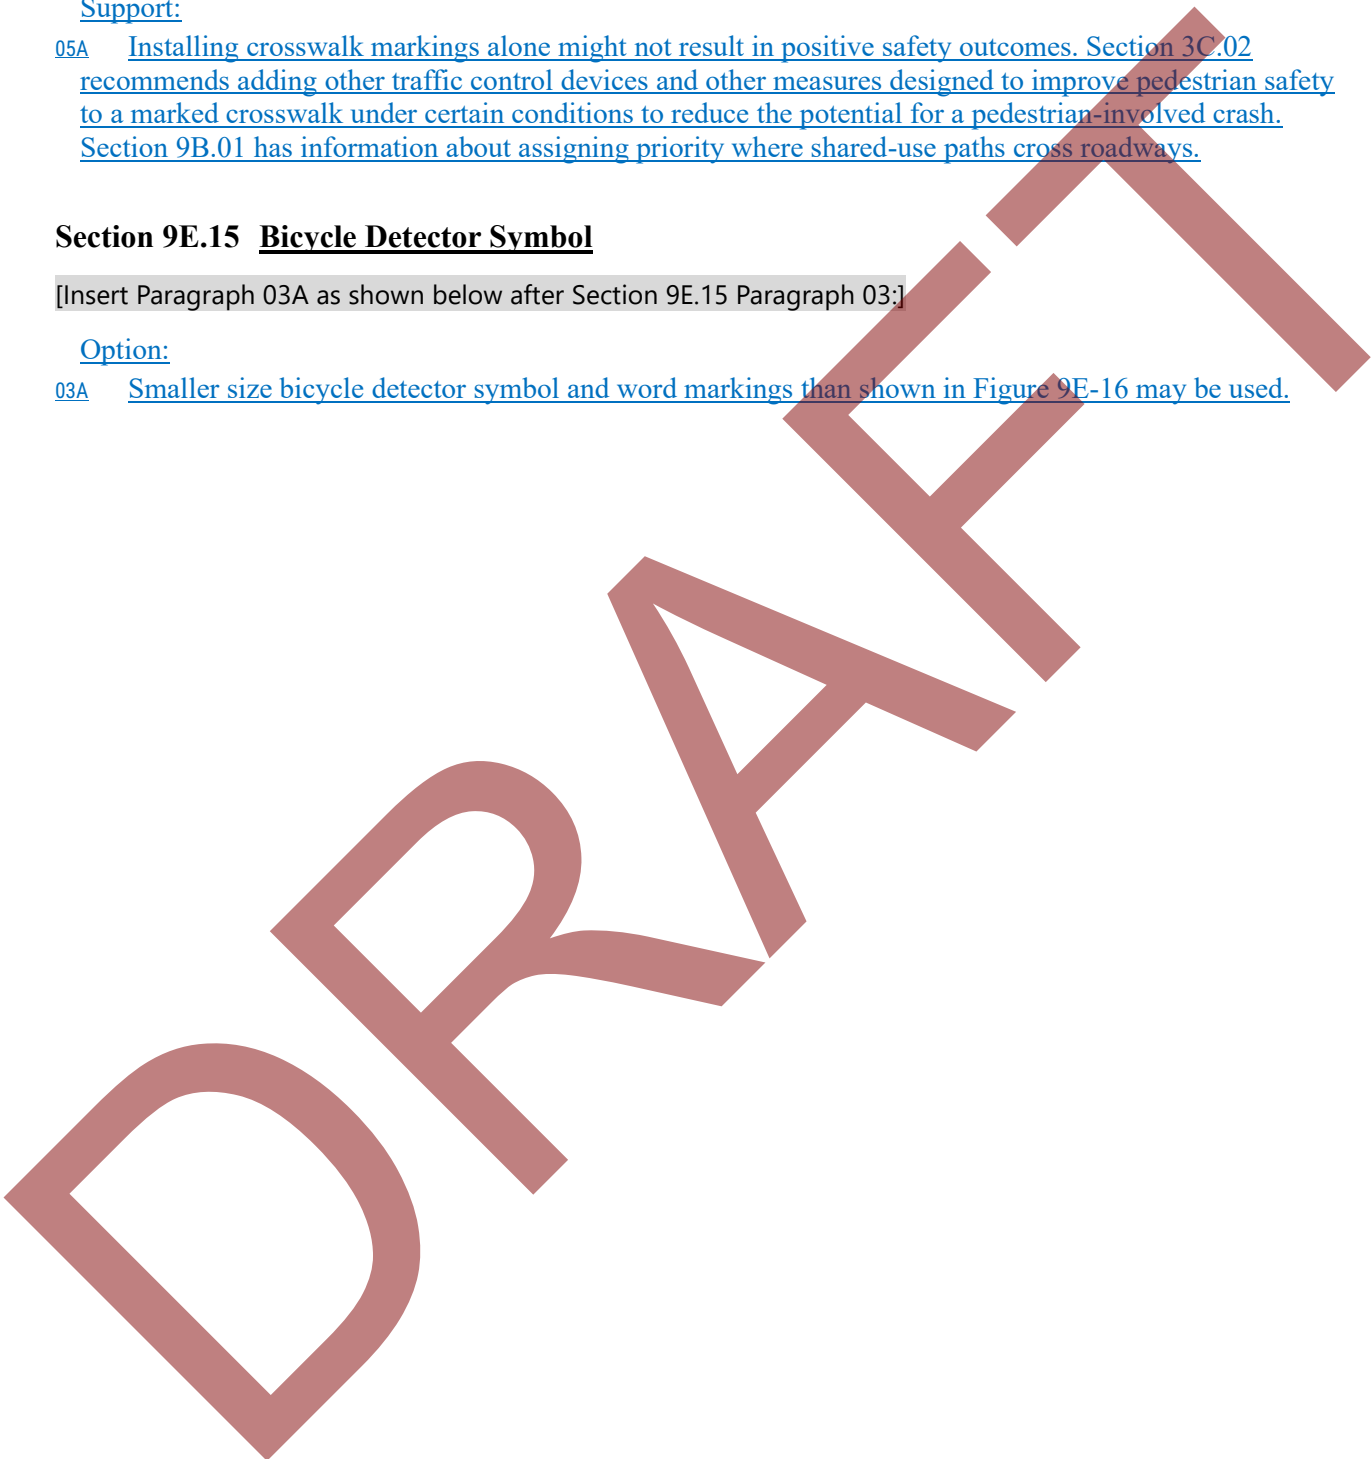 Support:
05A Installing crosswalk markings alone might not result in positive safety outcomes. Section 3C.02
recommends adding other traffic control devices and other measures designed to improve pedestrian safety
to a marked crosswalk under certain conditions to reduce the potential for a pedestrian-involved crash.
Section 9B.01 has information about assigning priority where shared-use paths cross roadways.
Section 9E.15 Bicycle Detector Symbol
[Insert Paragraph 03A as shown below after Section 9E.15 Paragraph 03:]
Option:
03A Smaller size bicycle detector symbol and word markings than shown in Figure 9E-16 may be used.
DRAFT